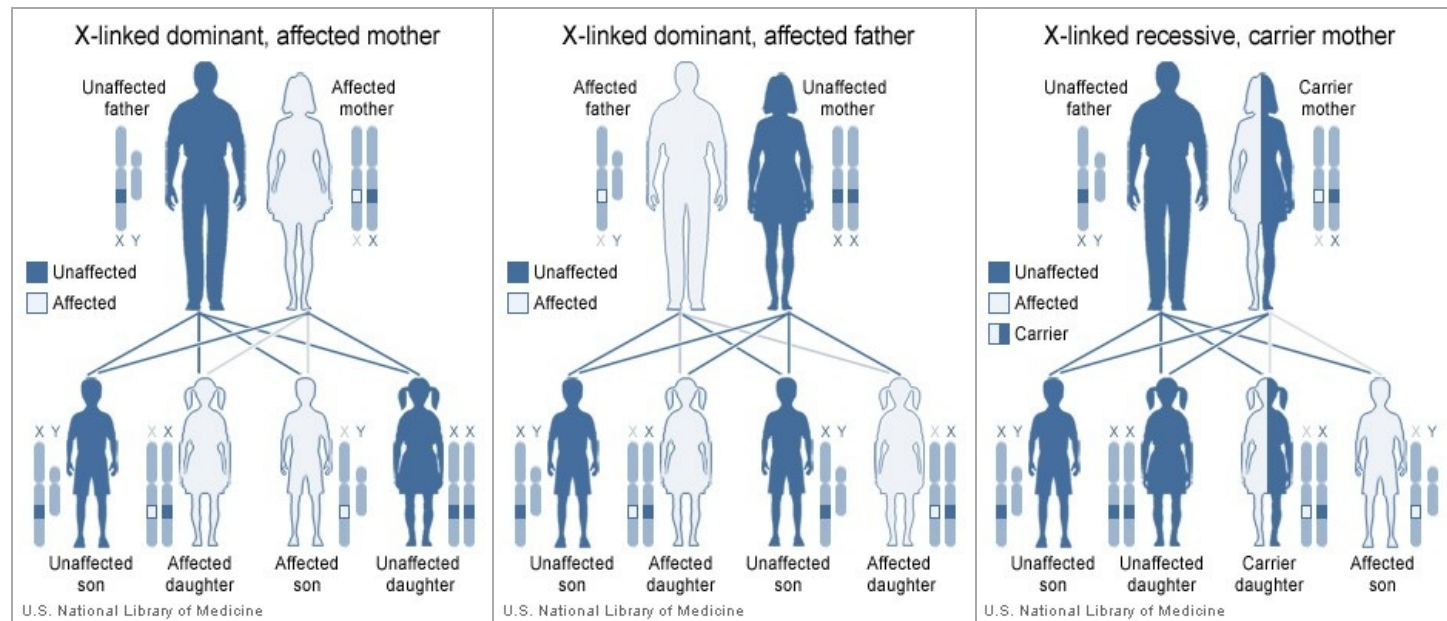 X-linked dominant, affected mother
Unaffected
father
Affected
mother
X Y
X X
Unaffected
Affected
X Y
X X
X Y
X X
Unaffected
son
Affected
daughter
Affected
son
Unaffected
daughter
U.S. National Library of Medicine
X-linked dominant, affected father
Affected
father
Unaffected
mother
X Y
X X
Unaffected
Affected
X Y
X X
X Y
X X
Unaffected
son
Affected
daughter
Unaffected
son
Affected
daughter
U.S. National Library of Medicine
X-linked recessive, carrier mother
Unaffected
father
Carrier
mother
X Y
X X
Unaffected
Affected
Carrier
X Y
X X
X X
X Y
Unaffected
son
Unaffected
daughter
Carrier
daughter
Affected
son
U.S. National Library of Medicine